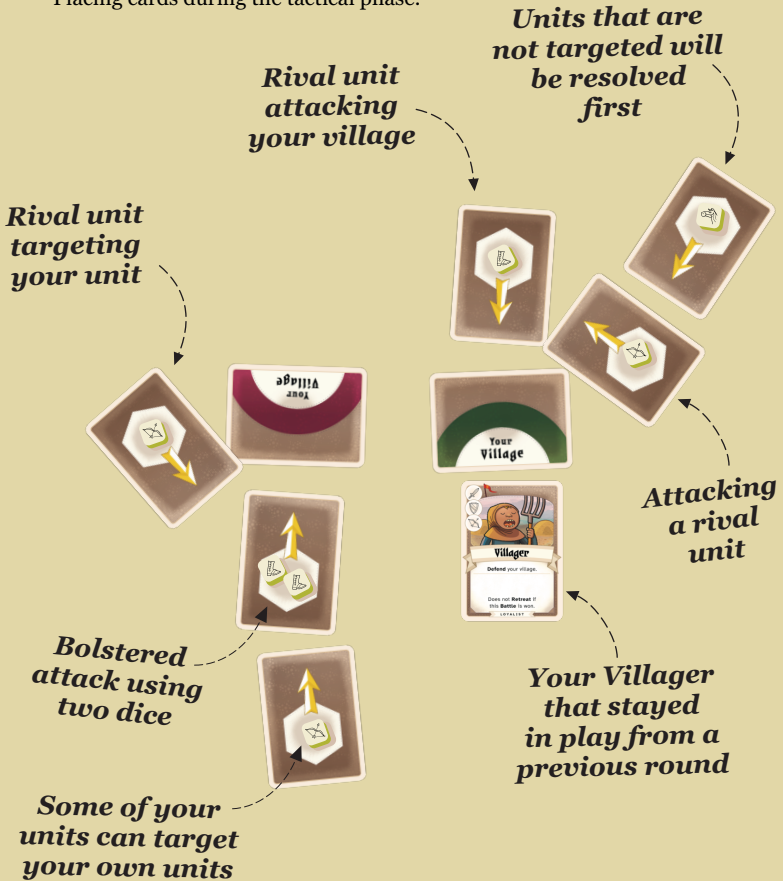 Placing cards during the tactical phase.
Units that are
not targeted will
be resolved
first
Rival unit
attacking
your village
Rival unit
targeting
your unit
Your
Village
Your
Village
Villager
Defend your village.
Does not Retreat if
this Battle is won.
LOYALIST
Attacking
a rival
unit
Bolstered
attack using
two dice
Your Villager
that stayed
in play from a
previous round
Some of your
units can target
your own units